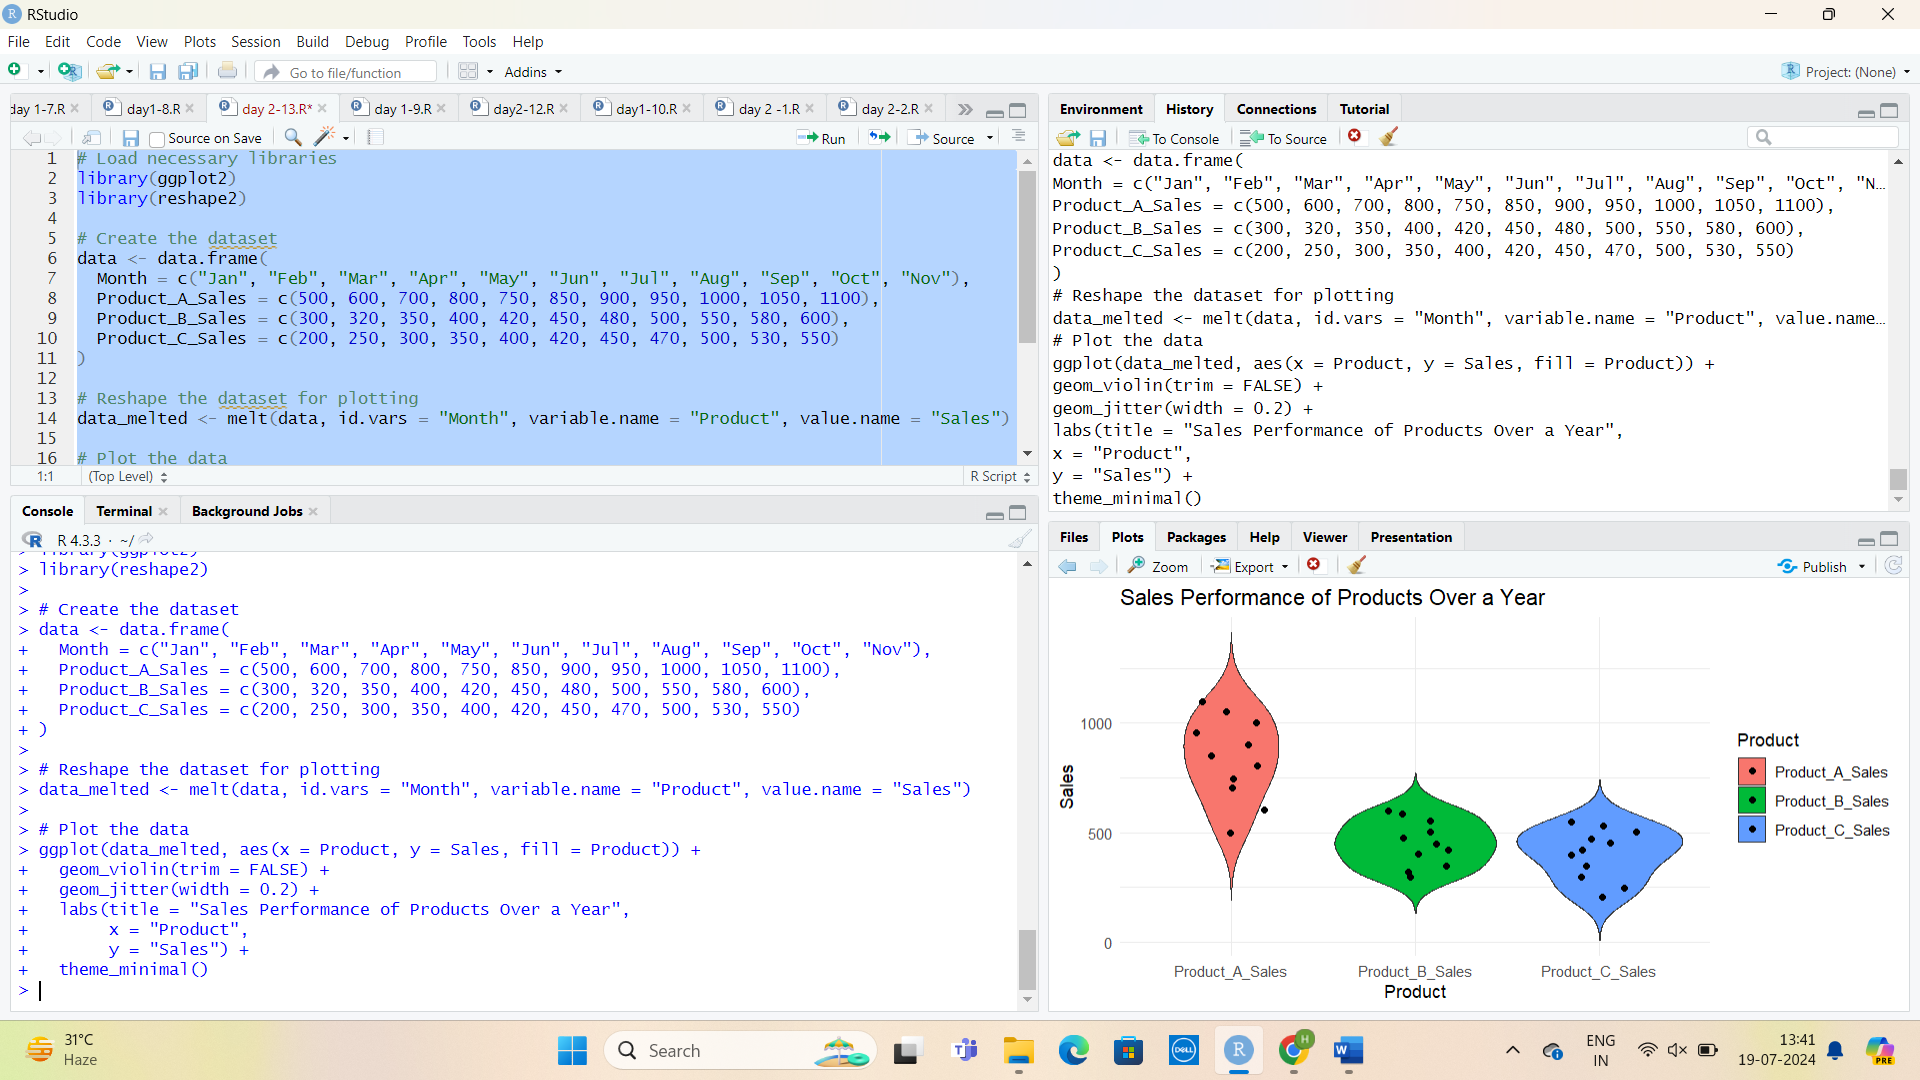 RStudio
File Edit Code View Plots Session Build Debug Profile Tools Help
Go to file/function Addins Project: (None)
day 1-7.R day1-8.R day 2-13.R* day 1-9.R day2-12.R day1-10.R day 2 -1.R day 2-2.R
Source on Save Run Source
1 # Load necessary libraries
2 library(ggplot2)
3 library(reshape2)
4
5 # Create the dataset
6 data <- data.frame(
7 Month = c("Jan", "Feb", "Mar", "Apr", "May", "Jun", "Jul", "Aug", "Sep", "Oct", "Nov"),
8 Product_A_Sales = c(500, 600, 700, 800, 750, 850, 900, 950, 1000, 1050, 1100),
9 Product_B_Sales = c(300, 320, 350, 400, 420, 450, 480, 500, 550, 580, 600),
10 Product_C_Sales = c(200, 250, 300, 350, 400, 420, 450, 470, 500, 530, 550)
11 )
12
13 # Reshape the dataset for plotting
14 data_melted <- melt(data, id.vars = "Month", variable.name = "Product", value.name = "Sales")
15
16 # Plot the data
1:1 (Top Level) R Script
Console Terminal Background Jobs
R 4.3.3 · ~/
> library(ggplot2)
> library(reshape2)
>
> # Create the dataset
> data <- data.frame(
+ Month = c("Jan", "Feb", "Mar", "Apr", "May", "Jun", "Jul", "Aug", "Sep", "Oct", "Nov"),
+ Product_A_Sales = c(500, 600, 700, 800, 750, 850, 900, 950, 1000, 1050, 1100),
+ Product_B_Sales = c(300, 320, 350, 400, 420, 450, 480, 500, 550, 580, 600),
+ Product_C_Sales = c(200, 250, 300, 350, 400, 420, 450, 470, 500, 530, 550)
+ )
>
> # Reshape the dataset for plotting
> data_melted <- melt(data, id.vars = "Month", variable.name = "Product", value.name = "Sales")
>
> # Plot the data
> ggplot(data_melted, aes(x = Product, y = Sales, fill = Product)) +
+ geom_violin(trim = FALSE) +
+ geom_jitter(width = 0.2) +
+ labs(title = "Sales Performance of Products Over a Year",
+ x = "Product",
+ y = "Sales") +
+ theme_minimal()
>
Environment History Connections Tutorial
To Console To Source
data <- data.frame(
Month = c("Jan", "Feb", "Mar", "Apr", "May", "Jun", "Jul", "Aug", "Sep", "Oct", "N...
Product_A_Sales = c(500, 600, 700, 800, 750, 850, 900, 950, 1000, 1050, 1100),
Product_B_Sales = c(300, 320, 350, 400, 420, 450, 480, 500, 550, 580, 600),
Product_C_Sales = c(200, 250, 300, 350, 400, 420, 450, 470, 500, 530, 550)
)
# Reshape the dataset for plotting
data_melted <- melt(data, id.vars = "Month", variable.name = "Product", value.name...
# Plot the data
ggplot(data_melted, aes(x = Product, y = Sales, fill = Product)) +
geom_violin(trim = FALSE) +
geom_jitter(width = 0.2) +
labs(title = "Sales Performance of Products Over a Year",
x = "Product",
y = "Sales") +
theme_minimal()
Files Plots Packages Help Viewer Presentation
Zoom Export Publish
Sales Performance of Products Over a Year
1000
500
0
Sales
Product_A_Sales Product_B_Sales Product_C_Sales
Product
Product
Product_A_Sales
Product_B_Sales
Product_C_Sales
31°C
Haze
Search
DELL
ENG
IN
13:41
19-07-2024
PRE